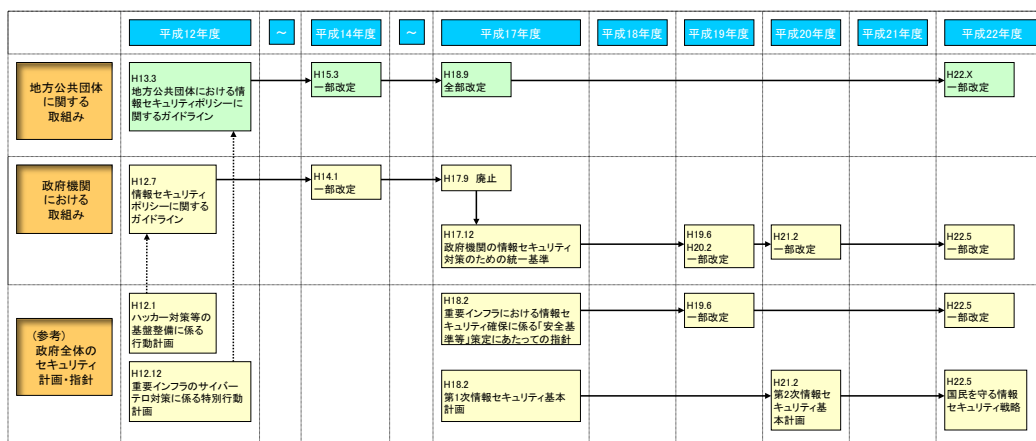 平成12年度
～
平成14年度
～
平成17年度
平成18年度
平成19年度
平成20年度
平成21年度
平成22年度
地方公共団体
に関する
取組み
H13.3
地方公共団体における情
報セキュリティポリシーに
関するガイドライン
H15.3
一部改定
H18.9
全部改定
H22.X
一部改定
政府機関
における
取組み
H12.7
情報セキュリティ
ポリシーに関する
ガイドライン
H14.1
一部改定
H17.9 廃止
H17.12
政府機関の情報セキュリティ
対策のための統一基準
H19.6
H20.2
一部改定
H21.2
一部改定
H22.5
一部改定
（参考）
政府全体の
セキュリティ
計画・指針
H12.1
ハッカー対策等の
基盤整備に係る
行動計画
H18.2
重要インフラにおける情報セ
キュリティ確保に係る「安全基
準等」策定にあたっての指針
H19.6
一部改定
H22.5
一部改定
H12.12
重要インフラのサイバー
テロ対策に係る特別行動
計画
H18.2
第1次情報セキュリティ基本
計画
H21.2
第2次情報セ
キュリティ基
本計画
H22.5
国民を守る情報
セキュリティ戦略